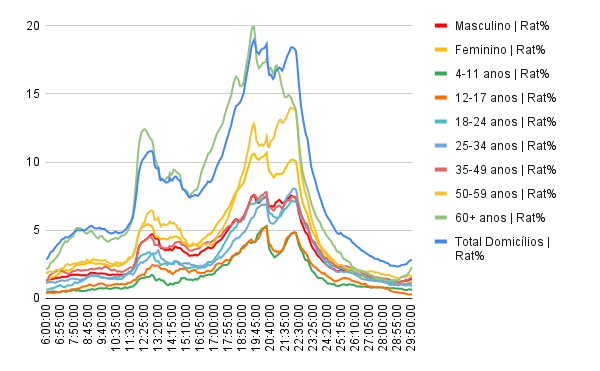 20
15
10
5
0
6:00:00
6:55:00
7:50:00
8:45:00
9:40:00
10:35:00
11:30:00
12:25:00
13:20:00
14:15:00
15:10:00
16:05:00
17:00:00
17:55:00
18:50:00
19:45:00
20:40:00
21:35:00
22:30:00
23:25:00
24:20:00
25:15:00
26:10:00
27:05:00
28:00:00
28:55:00
29:50:00
Masculino | Rat%
Feminino | Rat%
4-11 anos | Rat%
12-17 anos | Rat%
18-24 anos | Rat%
25-34 anos | Rat%
35-49 anos | Rat%
50-59 anos | Rat%
60+ anos | Rat%
Total Domicílios |
Rat%